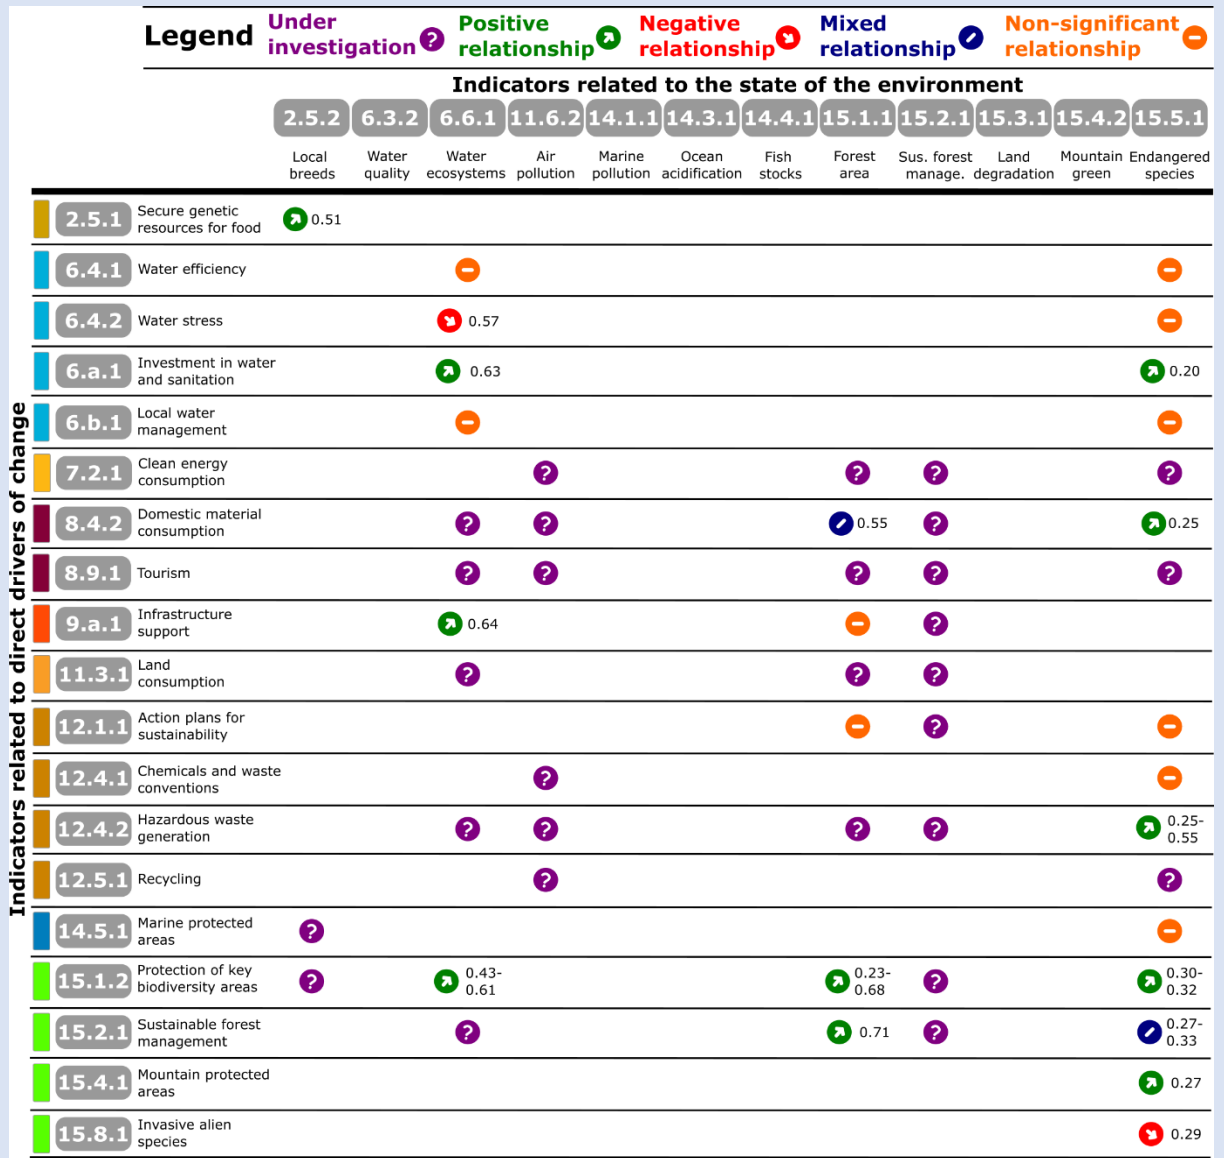 Legend
Under
investigation ?
Positive
relationship
Negative
relationship
Mixed
relationship
Non-significant
relationship
Indicators related to the state of the environment
2.5.2 6.3.2 6.6.1 11.6.2 14.1.1 14.3.1 14.4.1 15.1.1 15.2.1 15.3.1 15.4.2 15.5.1
Local
breeds
Water
quality
Water
ecosystems
Air
pollution
Marine
pollution
Ocean
acidification
Fish
stocks
Forest
area
Sus. forest
manage.
Land
degradation
Mountain
green
Endangered
species
Indicators related to direct drivers of change
2.5.1
Secure genetic
resources for food
0.51
6.4.1
Water efficiency
6.4.2
Water stress
0.57
6.a.1
Investment in water
and sanitation
0.63
0.20
6.b.1
Local water
management
7.2.1
Clean energy
consumption
? ? ? ?
8.4.2
Domestic material
consumption
? ? 0.55 ? 0.25
8.9.1
Tourism
? ? ? ? ?
9.a.1
Infrastructure
support
0.64 ?
11.3.1
Land
consumption
? ? ?
12.1.1
Action plans for
sustainability
?
12.4.1
Chemicals and waste
conventions
?
12.4.2
Hazardous waste
generation
? ? ? ?
0.25-
0.55
12.5.1
Recycling
? ?
14.5.1
Marine protected
areas
?
15.1.2
Protection of key
biodiversity areas
?
0.43-
0.61
0.23-
0.68
?
0.30-
0.32
15.2.1
Sustainable forest
management
? 0.71 ?
0.27-
0.33
15.4.1
Mountain protected
areas
0.27
15.8.1
Invasive alien
species
0.29